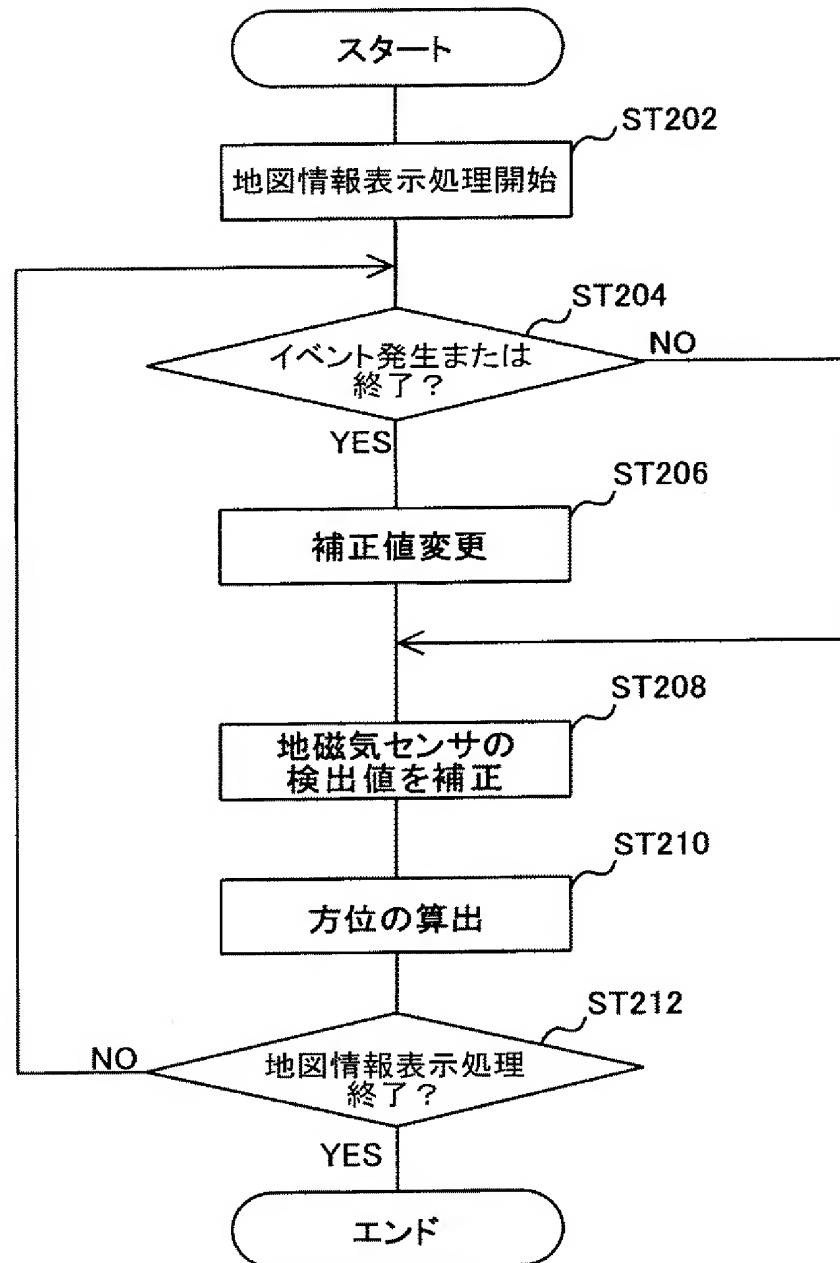 スタート
ST202
地図情報表示処理開始
ST204
イベント発生または
終了？
NO
YES
ST206
補正値変更
ST208
地磁気センサの
検出値を補正
ST210
方位の算出
ST212
地図情報表示処理
終了？
NO
YES
エンド